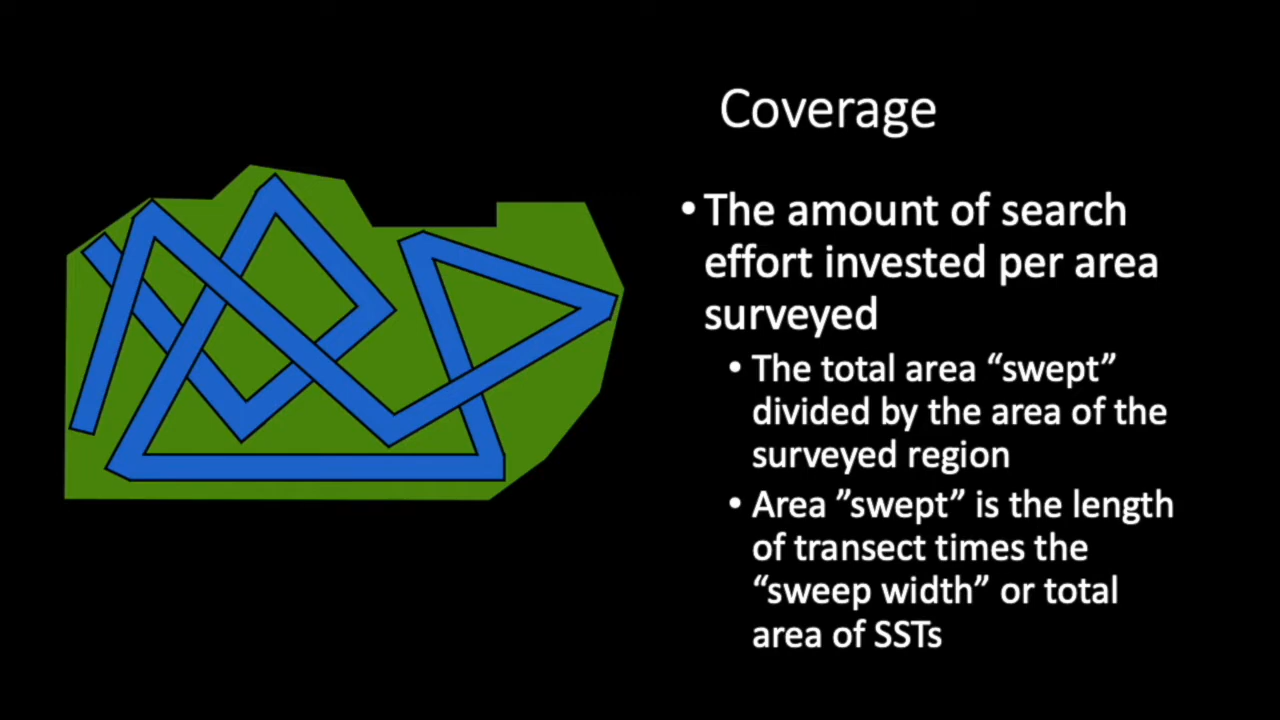 Coverage
• The amount of search
effort invested per area
surveyed
• The total area “swept”
divided by the area of the
surveyed region
• Area ”swept” is the length
of transect times the
“sweep width” or total
area of SSTs